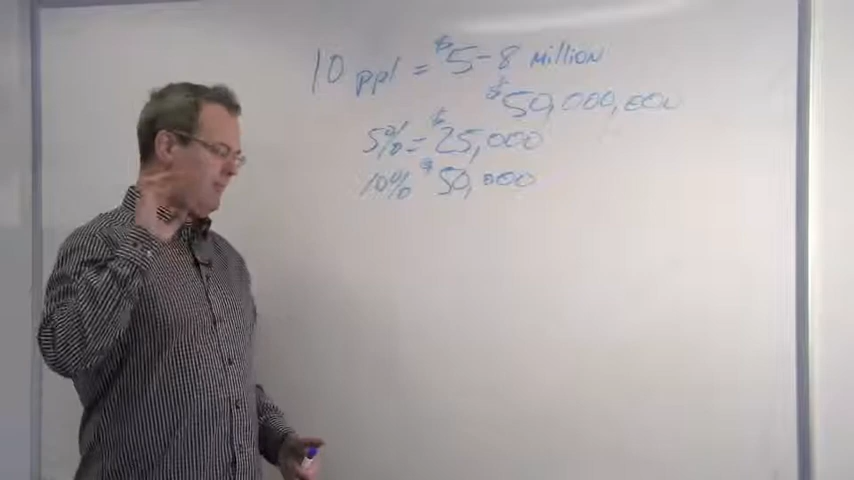 10 ppl = $5-8 Million
$50,000,000
5% = $25,000
10% $50,000